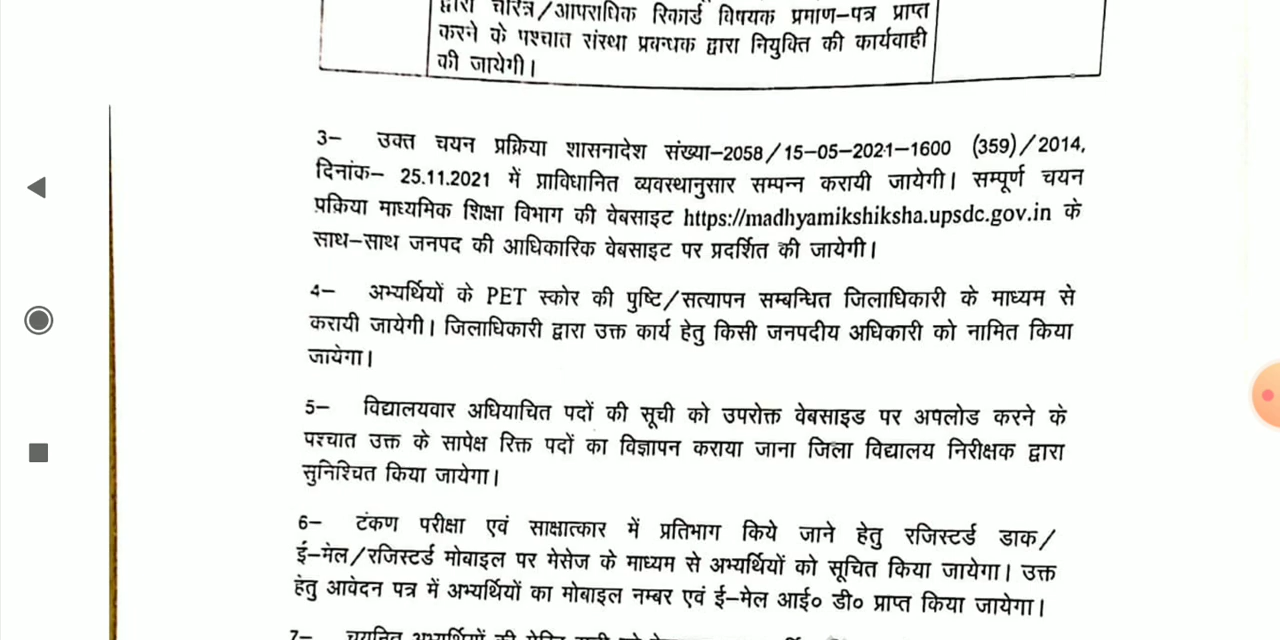 द्वारा चरित्र/आपराधिक रिकार्ड विषयक प्रमाण–पत्र प्राप्त
करने के पश्चात संस्था प्रबन्धक द्वारा नियुक्ति की कार्यवाही
की जायेगी।
3– उक्त चयन प्रक्रिया शासनादेश संख्या–2058/15–05–2021–1600 (359)/2014,
दिनांक– 25.11.2021 में प्राविधानित व्यवस्थानुसार सम्पन्न करायी जायेगी। सम्पूर्ण चयन
प्रक्रिया माध्यमिक शिक्षा विभाग की वेबसाइट https://madhyamikshiksha.upsdc.gov.in के
साथ–साथ जनपद की आधिकारिक वेबसाइट पर प्रदर्शित की जायेगी।
4– अभ्यर्थियों के PET स्कोर की पुष्टि/सत्यापन सम्बन्धित जिलाधिकारी के माध्यम से
करायी जायेगी। जिलाधिकारी द्वारा उक्त कार्य हेतु किसी जनपदीय अधिकारी को नामित किया
जायेगा।
5– विद्यालयवार अधियाचित पदों की सूची को उपरोक्त वेबसाइड पर अपलोड करने के
पश्चात उक्त के सापेक्ष रिक्त पदों का विज्ञापन कराया जाना जिला विद्यालय निरीक्षक द्वारा
सुनिश्चित किया जायेगा।
6– टंकण परीक्षा एवं साक्षात्कार में प्रतिभाग किये जाने हेतु रजिस्टर्ड डाक/
ई–मेल/रजिस्टर्ड मोबाइल पर मेसेज के माध्यम से अभ्यर्थियों को सूचित किया जायेगा। उक्त
हेतु आवेदन पत्र में अभ्यर्थियों का मोबाइल नम्बर एवं ई–मेल आई० डी० प्राप्त किया जायेगा।
7– चयनित अभ्यर्थियों की